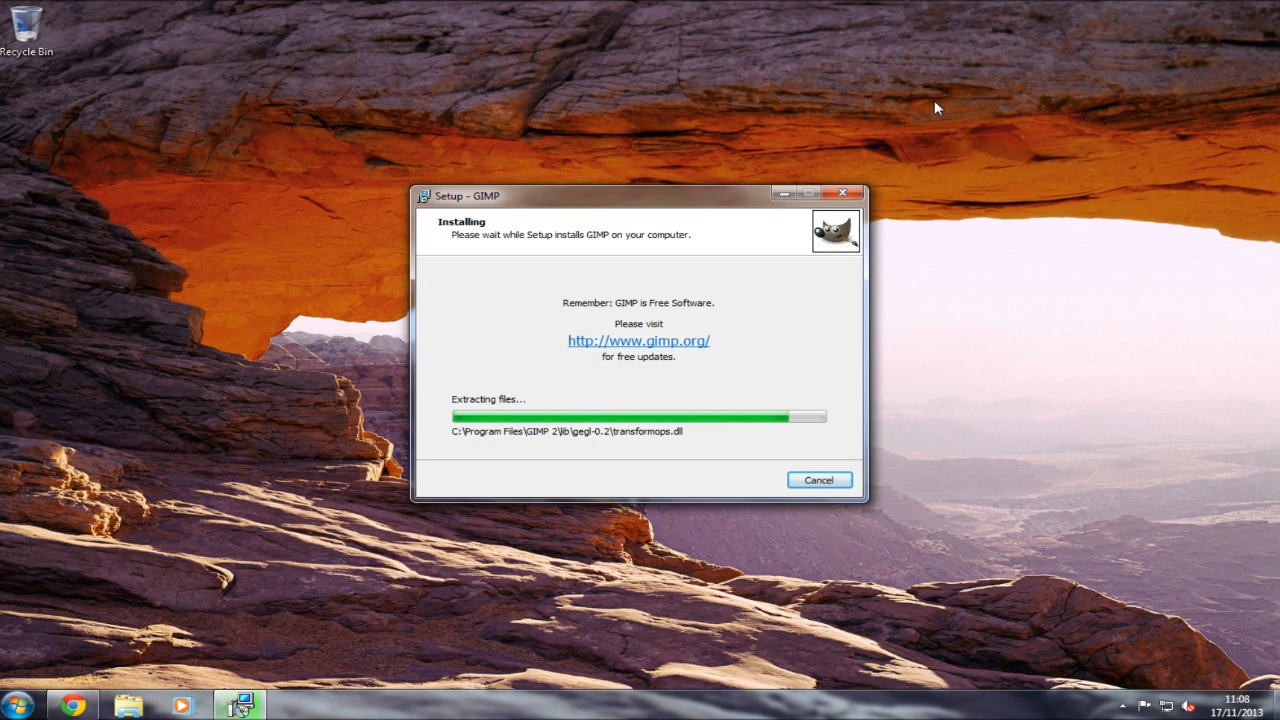 Recycle Bin
Setup - GIMP
Installing
Please wait while Setup installs GIMP on your computer.
Remember: GIMP is Free Software.
Please visit
http://www.gimp.org/
for free updates.
Extracting files...
C:\Program Files\GIMP 2\lib\gegl-0.2\transformops.dll
Cancel
11:08
17/11/2013